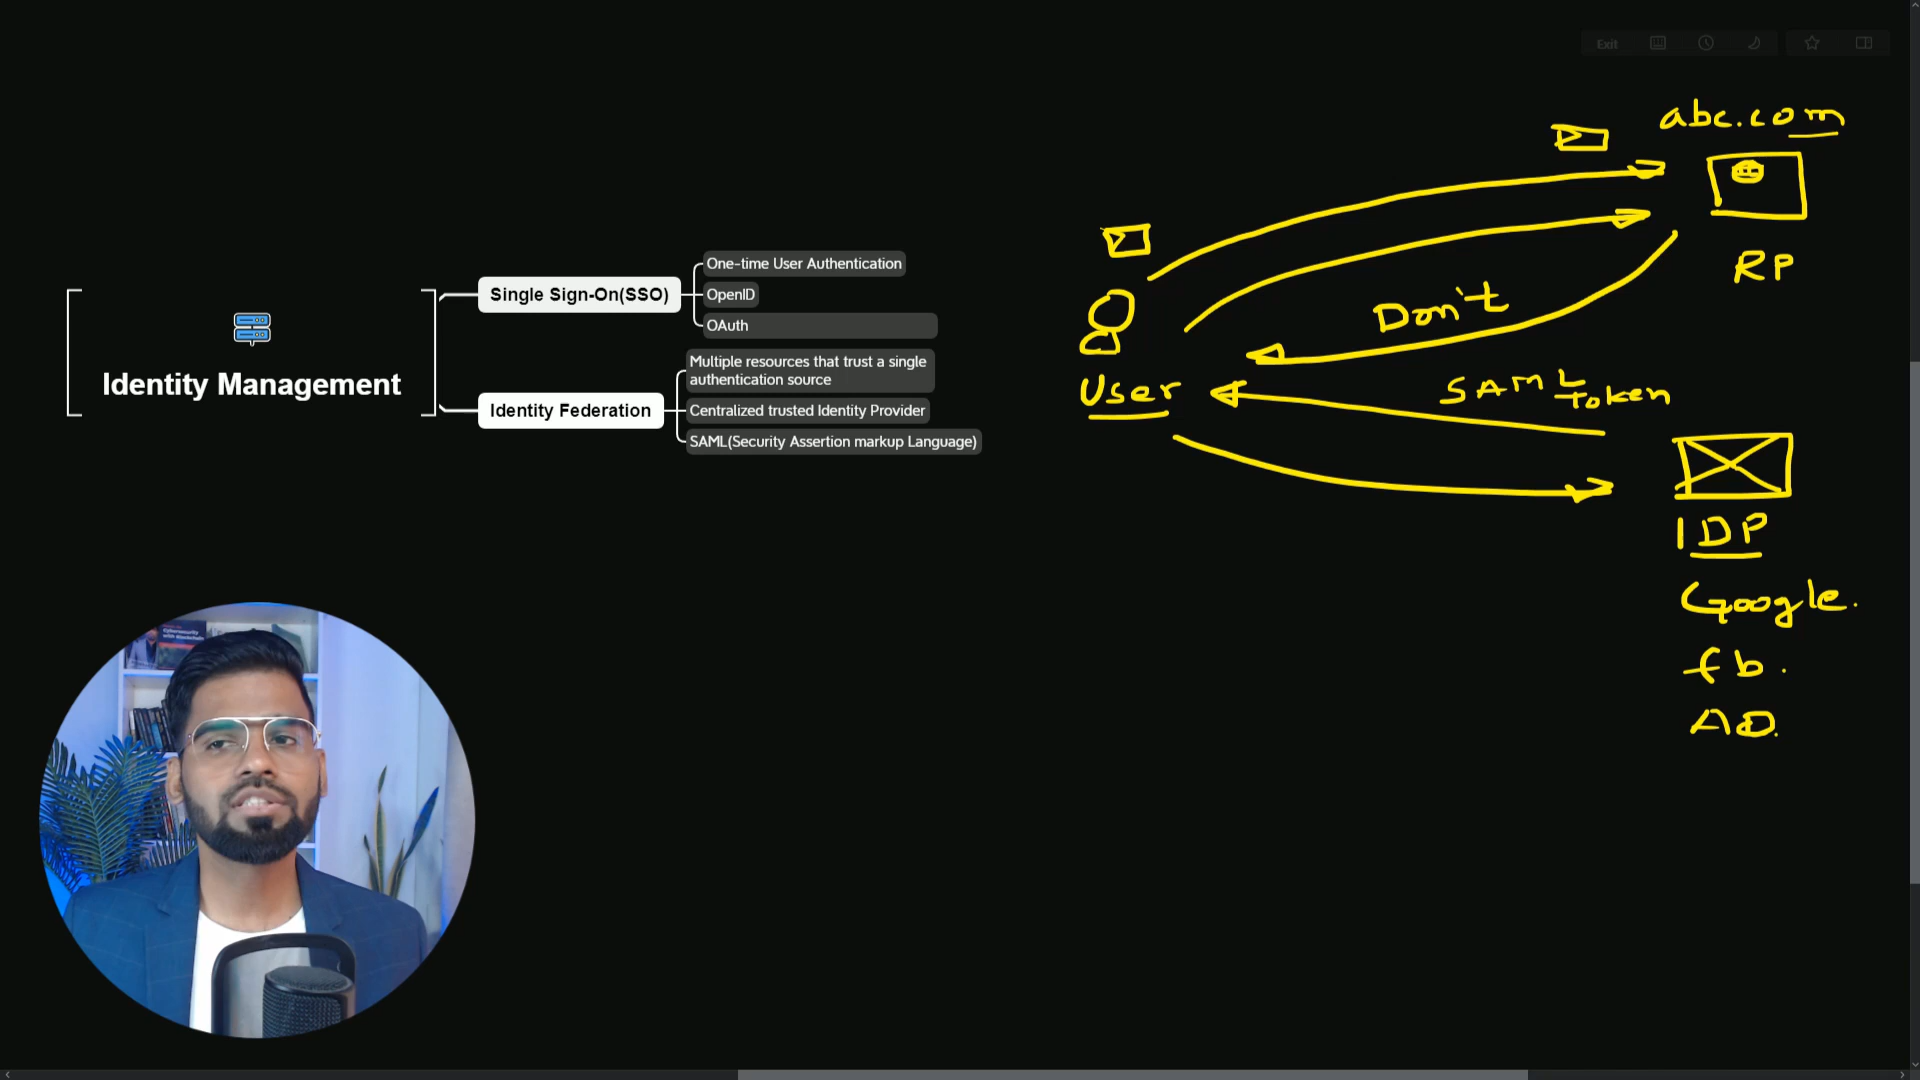 Exit
Identity Management
Single Sign-On(SSO)
One-time User Authentication
OpenID
OAuth
Identity Federation
Multiple resources that trust a single
authentication source
Centralized trusted Identity Provider
SAML(Security Assertion markup Language)
abc.com
RP
Don't
User
SAML
Token
IDP
Google.
fb.
AD.